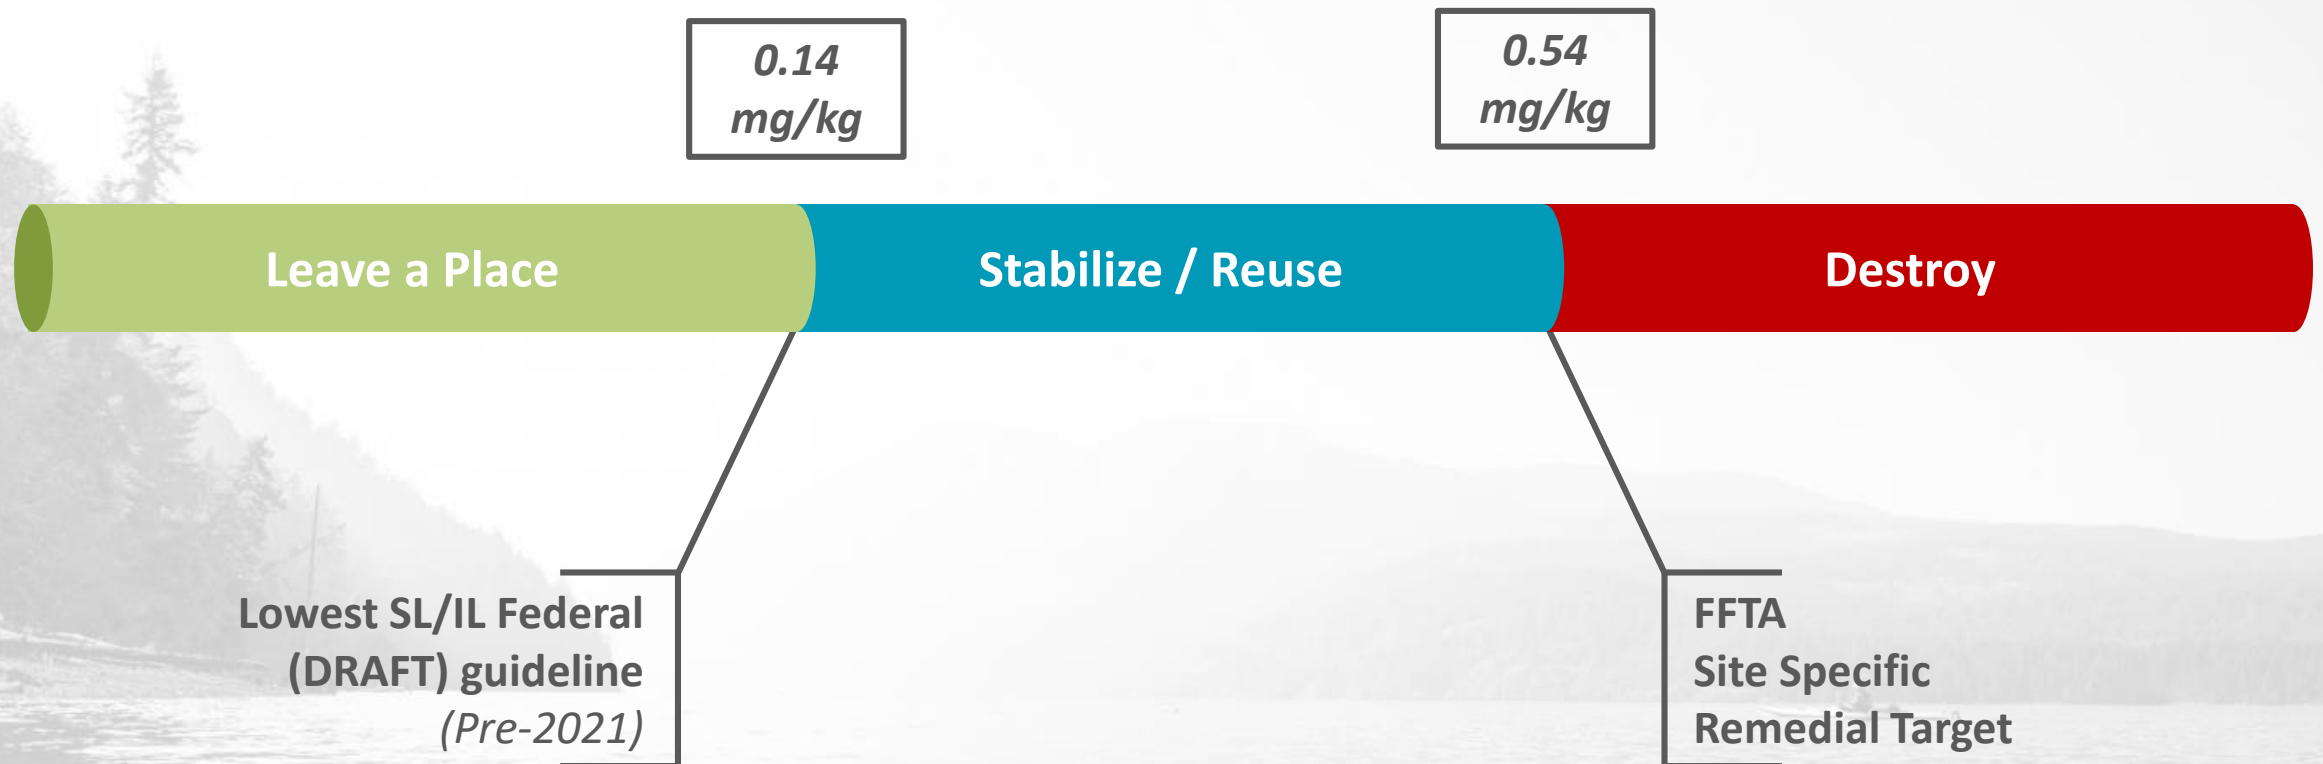 0.14
mg/kg
0.54
mg/kg
Leave a Place
Stabilize / Reuse
Destroy
Lowest SL/IL Federal
(DRAFT) guideline
(Pre-2021)
FFTA
Site Specific
Remedial Target